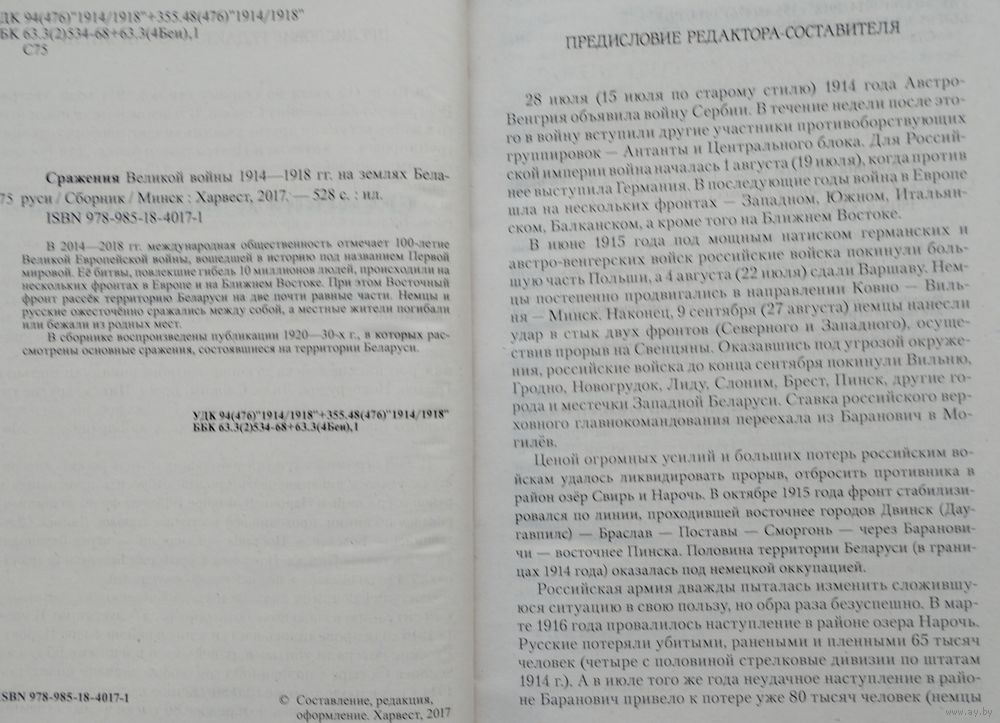 ДК 94(476)"1914/1918"+355.48(476)"1914/1918"
БК 63.3(2)534-68+63.3(4Беи),1
С75
Сражения Великой войны 1914—1918 гг. на землях Бела-
75 руси / Сборник / Минск : Харвест, 2017. — 528 с. : ил.
ISBN 978-985-18-4017-1
В 2014—2018 гг. международная общественность отмечает 100-летие
Великой Европейской войны, вошедшей в историю под названием Первой
мировой. Её битвы, повлекшие гибель 10 миллионов людей, происходили на
нескольких фронтах в Европе и на Ближнем Востоке. При этом Восточный
фронт рассёк территорию Беларуси на две почти равные части. Немцы и
русские ожесточённо сражались между собой, а местные жители погибали
или бежали из родных мест.
В сборнике воспроизведены публикации 1920—30-х г., в которых рас-
смотрены основные сражения, состоявшиеся на территории Беларуси.
УДК 94(476)"1914/1918"+355.48(476)"1914/1918"
ББК 63.3(2)534-68+63.3(4Беи),1
ISBN 978-985-18-4017-1
© Составление, редакция,
оформление. Харвест, 2017
ПРЕДИСЛОВИЕ РЕДАКТОРА-СОСТАВИТЕЛЯ
28 июля (15 июля по старому стилю) 1914 года Австро-
Венгрия объявила войну Сербии. В течение недели после это-
го в войну вступили другие участники противоборствующих
группировок — Антанты и Центрального блока. Для Россий-
ской империи война началась 1 августа (19 июля), когда против
нее выступила Германия. В последующие годы война в Европе
шла на нескольких фронтах — Западном, Южном, Итальян-
ском, Балканском, а кроме того на Ближнем Востоке.
В июне 1915 года под мощным натиском германских и
австро-венгерских войск российские войска покинули боль-
шую часть Польши, а 4 августа (22 июля) сдали Варшаву. Нем-
цы постепенно продвигались в направлении Ковно — Виль-
ня — Минск. Наконец, 9 сентября (27 августа) немцы нанесли
удар в стык двух фронтов (Северного и Западного), осуще-
ствив прорыв на Свенцяны. Оказавшись под угрозой окруже-
ния, российские войска до конца сентября покинули Вильню,
Гродно, Новогрудок, Лиду, Слоним, Брест, Пинск, другие го-
рода и местечки Западной Беларуси. Ставка российского вер-
ховного главнокомандования переехала из Баранович в Мо-
гилёв.
Ценой огромных усилий и больших потерь российским во-
йскам удалось ликвидировать прорыв, отбросить противника в
район озёр Свирь и Нарочь. В октябре 1915 года фронт стабилизи-
ровался по линии, проходившей восточнее городов Двинск (Дау-
гавпилс) — Браслав — Поставы — Сморгонь — через Баранови-
чи — восточнее Пинска. Половина территории Беларуси (в грани-
цах 1914 года) оказалась под немецкой оккупацией.
Российская армия дважды пыталась изменить сложившу-
юся ситуацию в свою пользу, но обра раза безуспешно. В мар-
те 1916 года провалилось наступление в районе озера Нарочь.
Русские потеряли убитыми, ранеными и пленными 65 тысяч
человек (четыре с половиной стрелковые дивизии по штатам
1914 г.). А в июле того же года неудачное наступление в райо-
не Баранович привело к потере уже 80 тысяч человек (немцы
www.ay.by